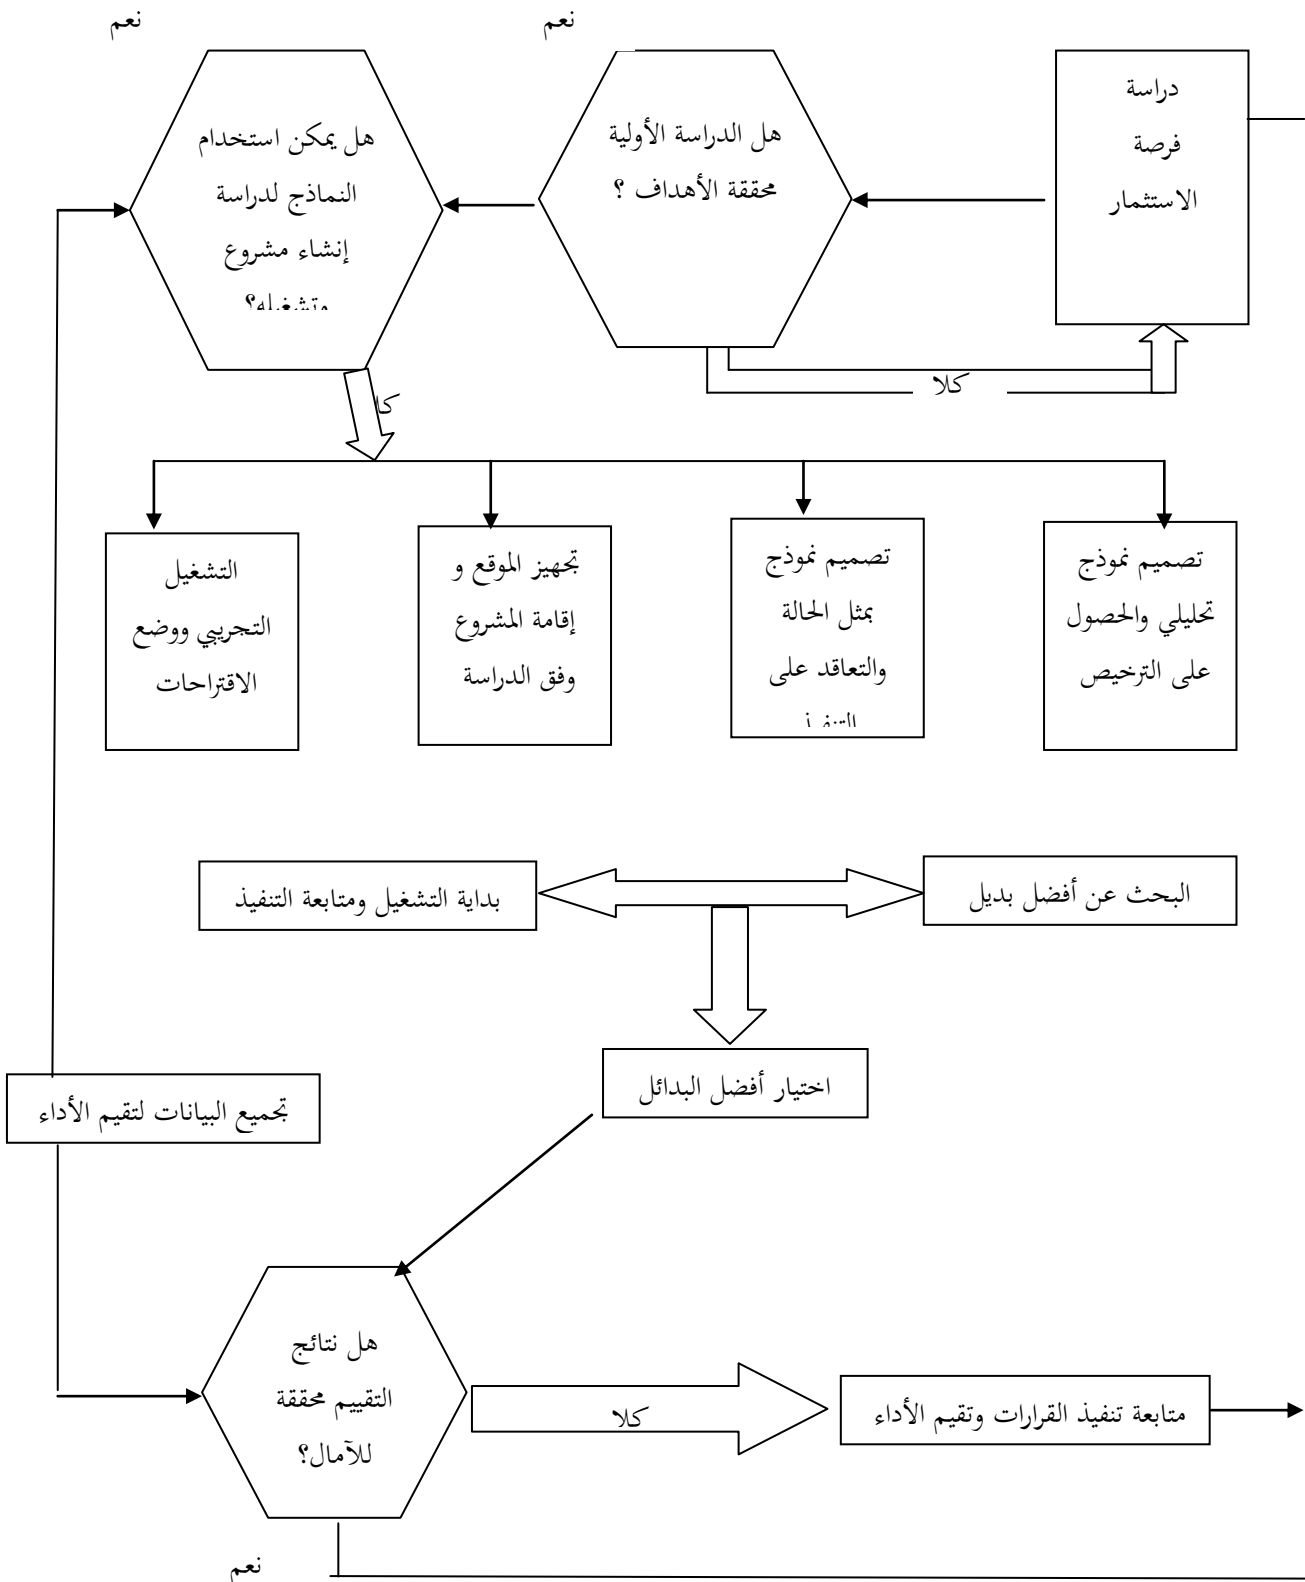 نعم
نعم
دراسة
فرصة
الاستثمار
هل الدراسة الأولية
محققة الأهداف ؟
هل يمكن استخدام
النماذج لدراسة
إنشاء مشروع
وتشغيله؟
كلا
تصميم نموذج
تحليلي والحصول
على الترخيص
تصميم نموذج
يمثل الحالة
والتعاقد على
تجهيز الموقع و
إقامة المشروع
وفق الدراسة
التشغيل
التجريبي ووضع
الاقتراحات
البحث عن أفضل بديل
بداية التشغيل ومتابعة التنفيذ
اختيار أفضل البدائل
تجميع البيانات لتقيم الأداء
هل نتائج
التقييم محققة
للآمال؟
كلا
متابعة تنفيذ القرارات وتقيم الأداء
نعم